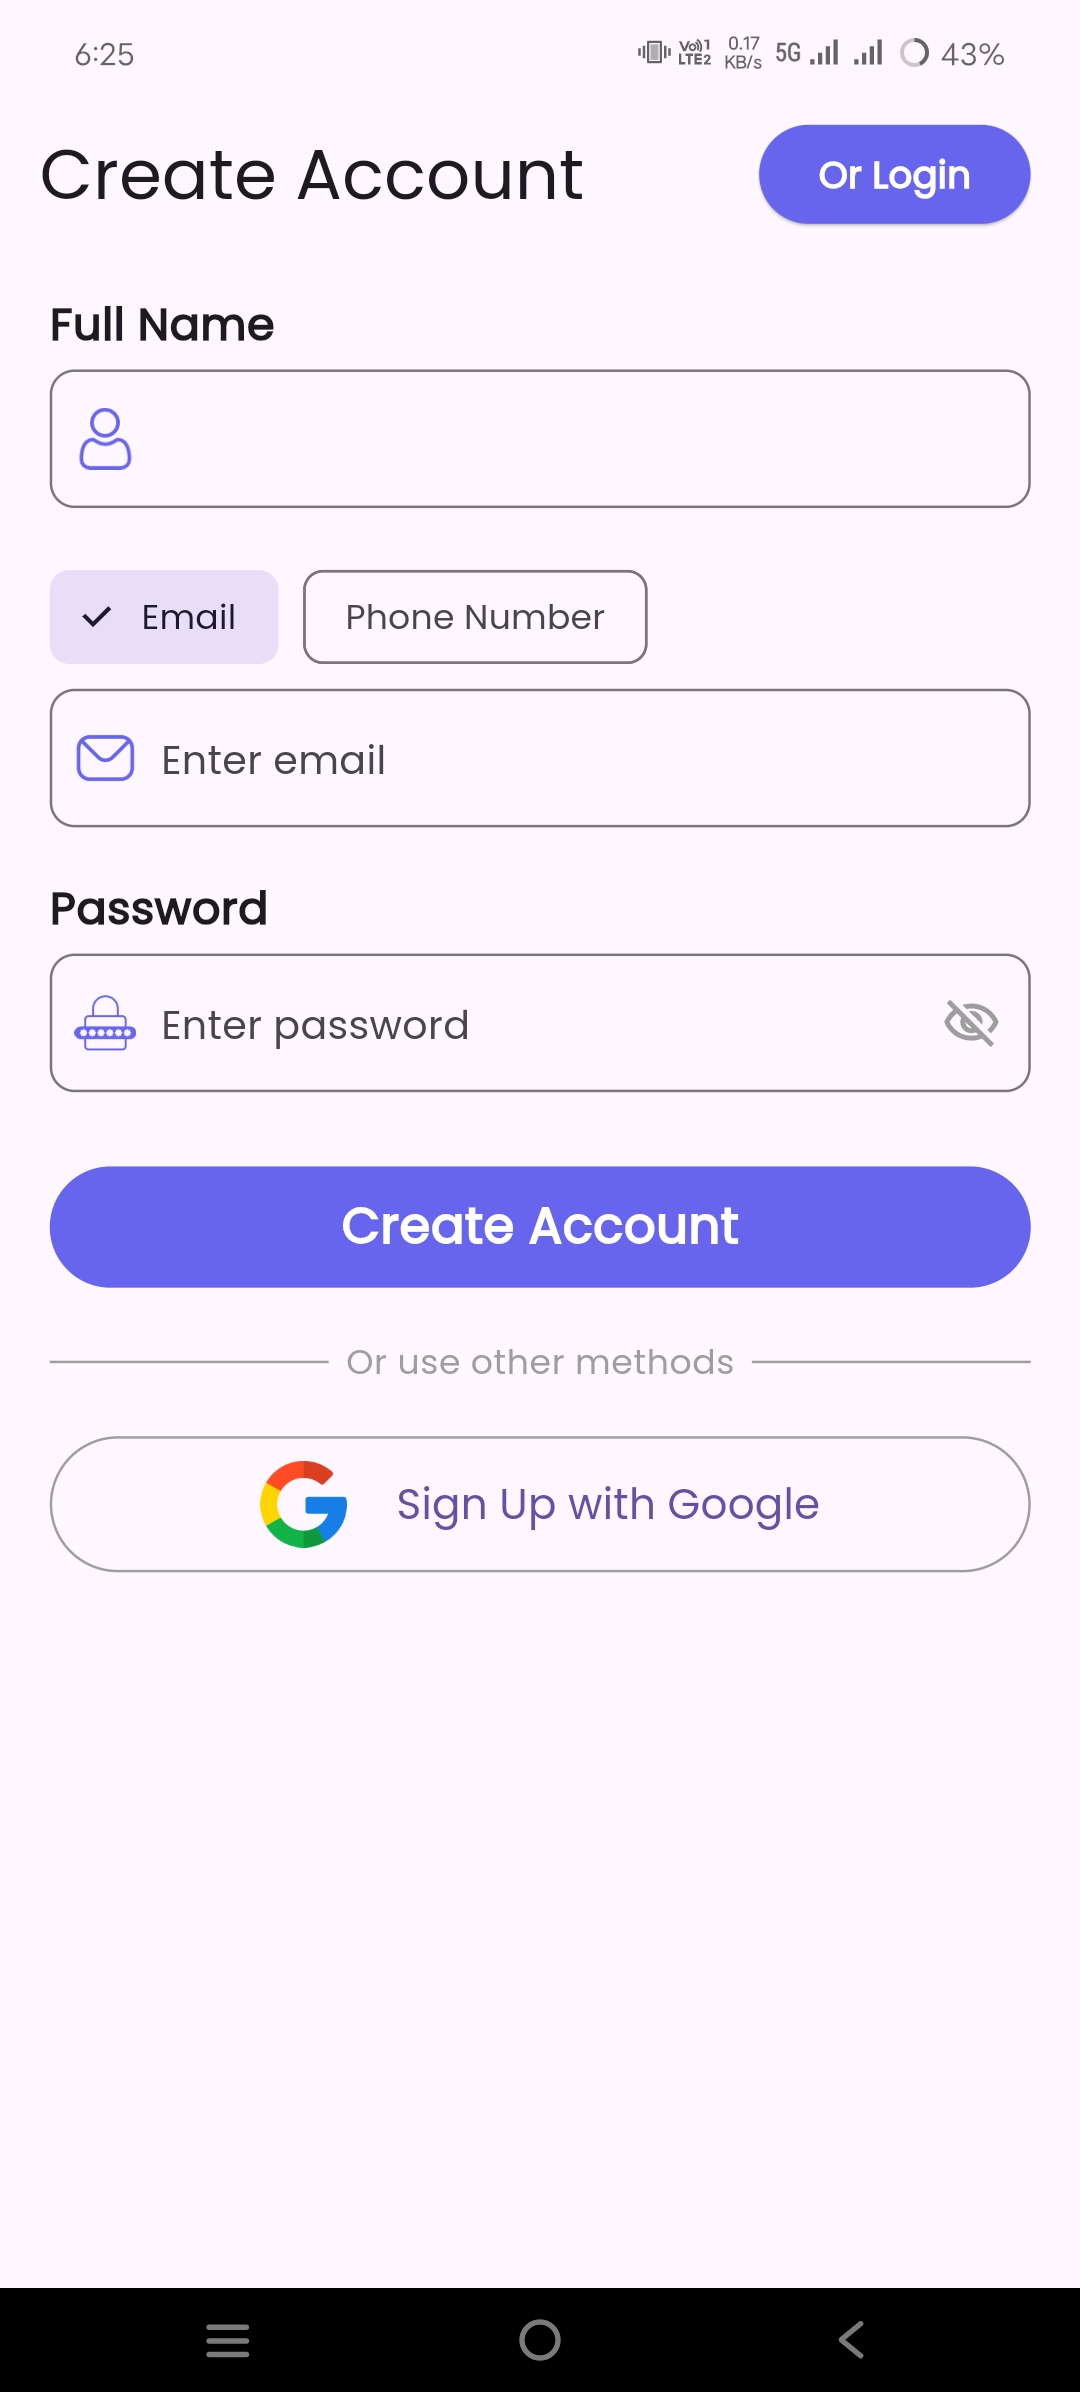 6:25
Vo 1 LTE2 0.17 KB/s 5G 43%
Create Account
Or Login
Full Name
Email
Phone Number
Enter email
Password
Enter password
Create Account
Or use other methods
Sign Up with Google